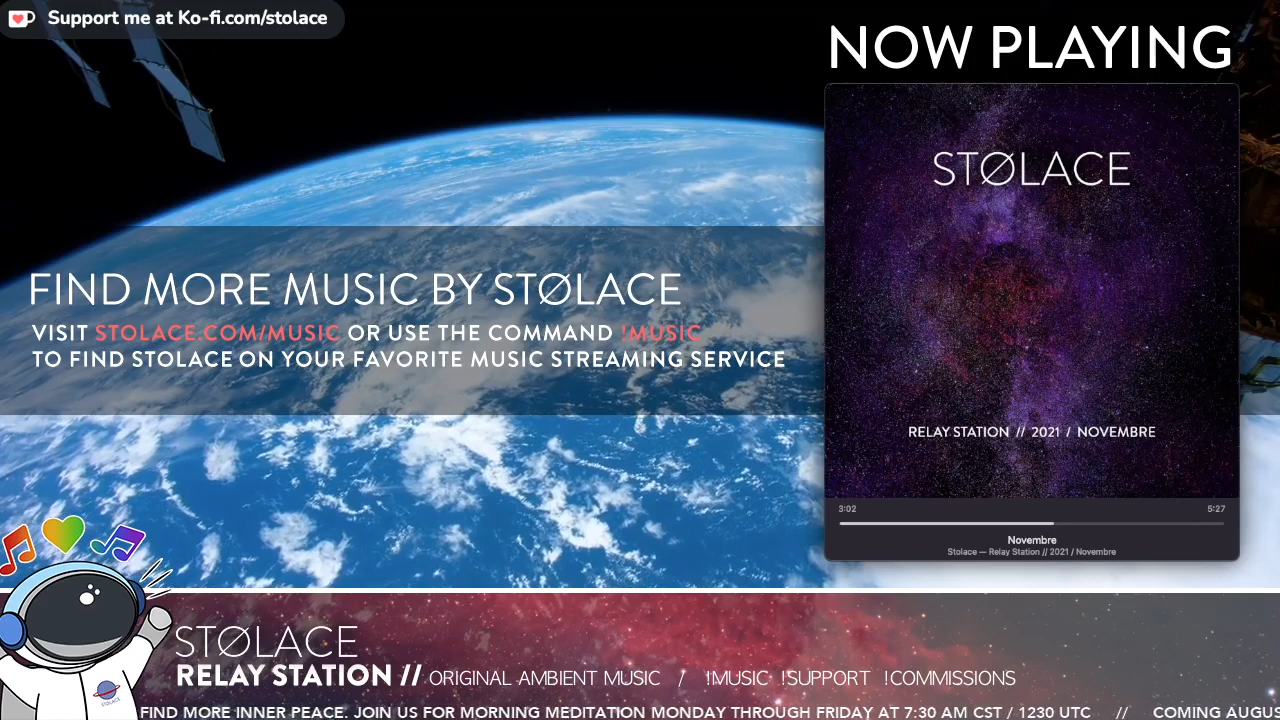 Support me at Ko-fi.com/stolace
NOW PLAYING
STØLACE
RELAY STATION // 2021 / NOVEMBRE
3:02
5:27
Novembre
Stolace — Relay Station // 2021 / Novembre
FIND MORE MUSIC BY STØLACE
VISIT STOLACE.COM/MUSIC OR USE THE COMMAND !MUSIC
TO FIND STOLACE ON YOUR FAVORITE MUSIC STREAMING SERVICE
STØLACE
RELAY STATION // ORIGINAL AMBIENT MUSIC / !MUSIC !SUPPORT !COMMISSIONS
STØLACE
FIND MORE INNER PEACE. JOIN US FOR MORNING MEDITATION MONDAY THROUGH FRIDAY AT 7:30 AM CST / 1230 UTC // COMING AUGUS